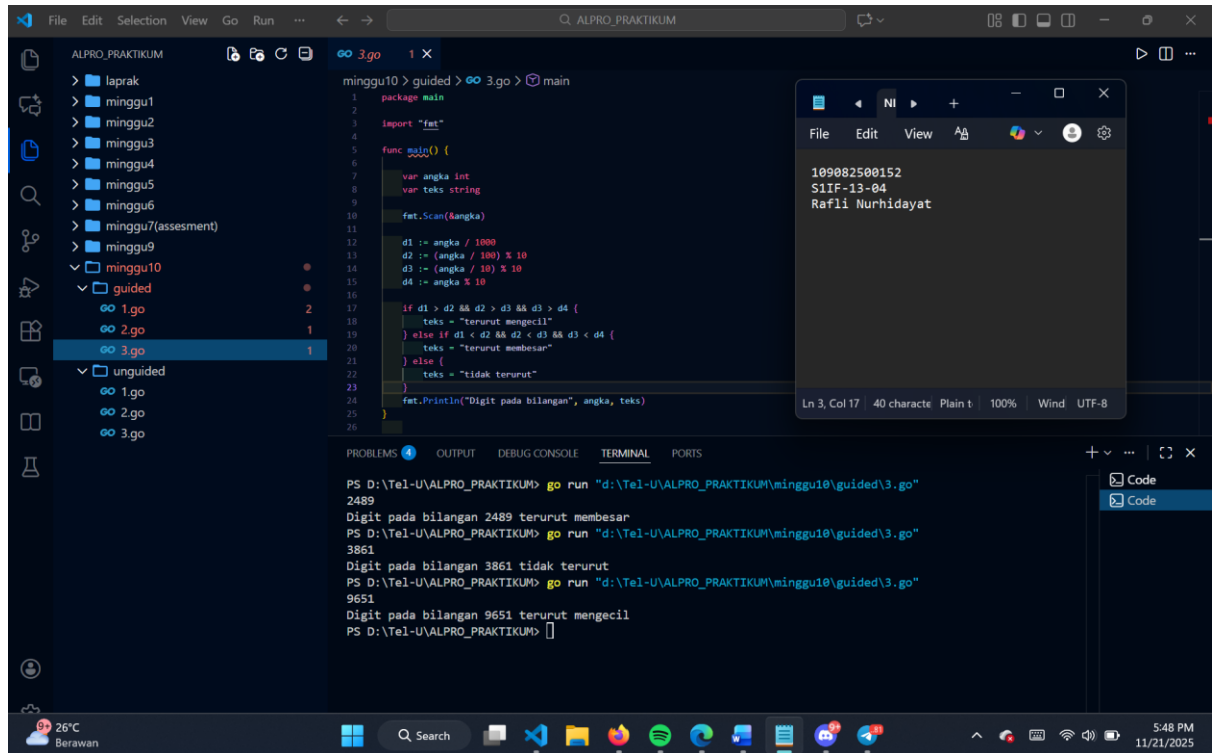 File Edit Selection View Go Run ··· ALPRO_PRAKTIKUM
ALPRO_PRAKTIKUM
laprak
minggu1
minggu2
minggu3
minggu4
minggu5
minggu6
minggu7(assesment)
minggu9
minggu10
guided
GO 1.go 2
GO 2.go 1
GO 3.go 1
unguided
GO 1.go
GO 2.go
GO 3.go
GO 3.go 1
minggu10 > guided > GO 3.go > main
1 package main
2
3 import "fmt"
4
5 func main() {
6
7 var angka int
8 var teks string
9
10 fmt.Scan(&angka)
11
12 d1 := angka / 1000
13 d2 := (angka / 100) % 10
14 d3 := (angka / 10) % 10
15 d4 := angka % 10
16
17 if d1 > d2 && d2 > d3 && d3 > d4 {
18 teks = "terurut mengecil"
19 } else if d1 < d2 && d2 < d3 && d3 < d4 {
20 teks = "terurut membesar"
21 } else {
22 teks = "tidak terurut"
23 }
24 fmt.Println("Digit pada bilangan", angka, teks)
25 }
26
NI
File Edit View
109082500152
S1IF-13-04
Rafli Nurhidayat
Ln 3, Col 17 40 characte Plain t 100% Wind UTF-8
PROBLEMS 4 OUTPUT DEBUG CONSOLE TERMINAL PORTS
PS D:\Tel-U\ALPRO_PRAKTIKUM> go run "d:\Tel-U\ALPRO_PRAKTIKUM\minggu10\guided\3.go"
2489
Digit pada bilangan 2489 terurut membesar
PS D:\Tel-U\ALPRO_PRAKTIKUM> go run "d:\Tel-U\ALPRO_PRAKTIKUM\minggu10\guided\3.go"
3861
Digit pada bilangan 3861 tidak terurut
PS D:\Tel-U\ALPRO_PRAKTIKUM> go run "d:\Tel-U\ALPRO_PRAKTIKUM\minggu10\guided\3.go"
9651
Digit pada bilangan 9651 terurut mengecil
PS D:\Tel-U\ALPRO_PRAKTIKUM>
Code
Code
9+
26°C
Berawan
Search
5:48 PM
11/21/2025